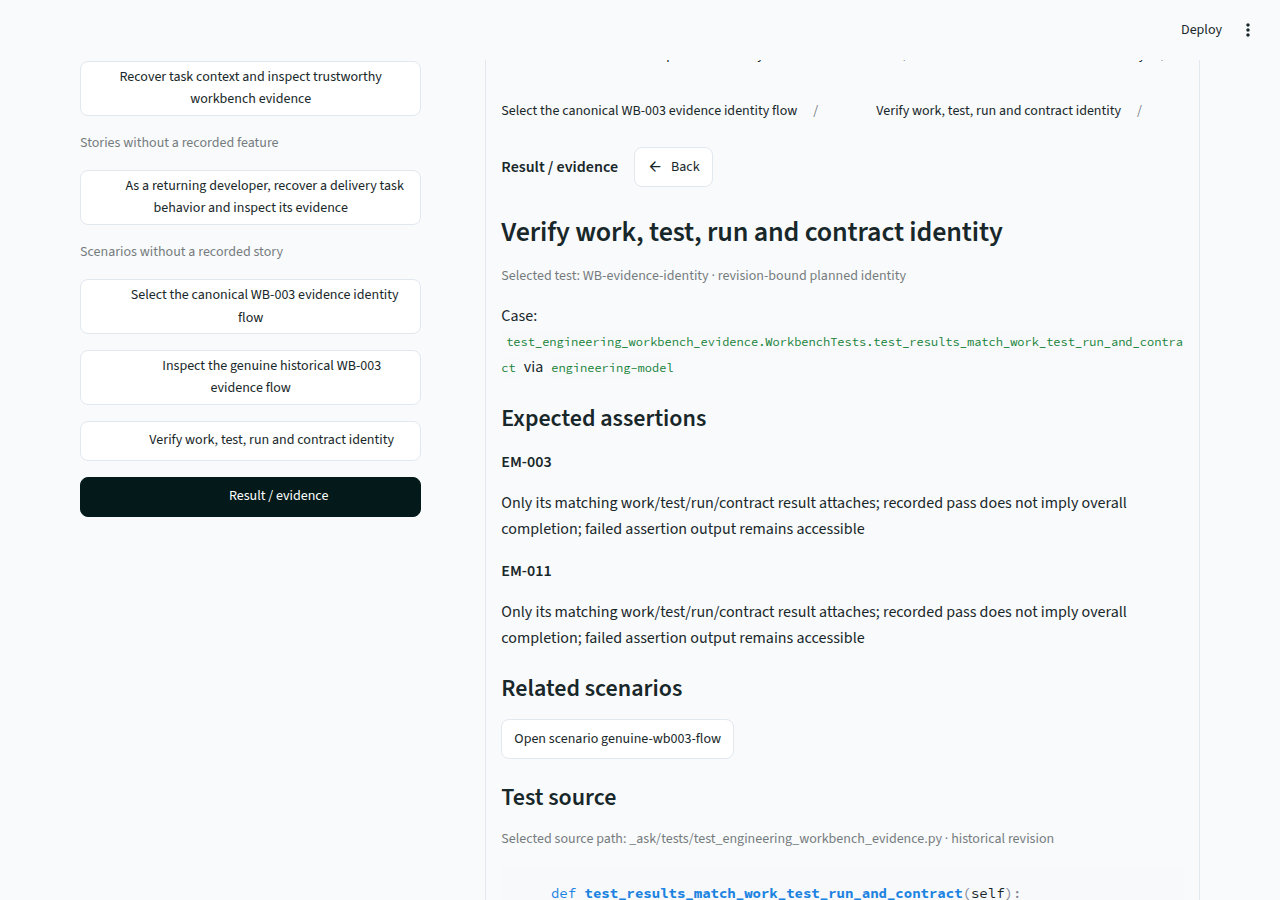 Deploy
Recover task context and inspect trustworthy
workbench evidence
Stories without a recorded feature
As a returning developer, recover a delivery task
behavior and inspect its evidence
Scenarios without a recorded story
Select the canonical WB-003 evidence identity
flow
Inspect the genuine historical WB-003
evidence flow
Verify work, test, run and contract identity
Result / evidence
Select the canonical WB-003 evidence identity flow / Verify work, test, run and contract identity /
Result / evidence ← Back
Verify work, test, run and contract identity
Selected test: WB-evidence-identity · revision-bound planned identity
Case:
test_engineering_workbench_evidence.WorkbenchTests.test_results_match_work_test_run_and_contra
ct via engineering-model
Expected assertions
EM-003
Only its matching work/test/run/contract result attaches; recorded pass does not imply overall
completion; failed assertion output remains accessible
EM-011
Only its matching work/test/run/contract result attaches; recorded pass does not imply overall
completion; failed assertion output remains accessible
Related scenarios
Open scenario genuine-wb003-flow
Test source
Selected source path: _ask/tests/test_engineering_workbench_evidence.py · historical revision
def test_results_match_work_test_run_and_contract(self):